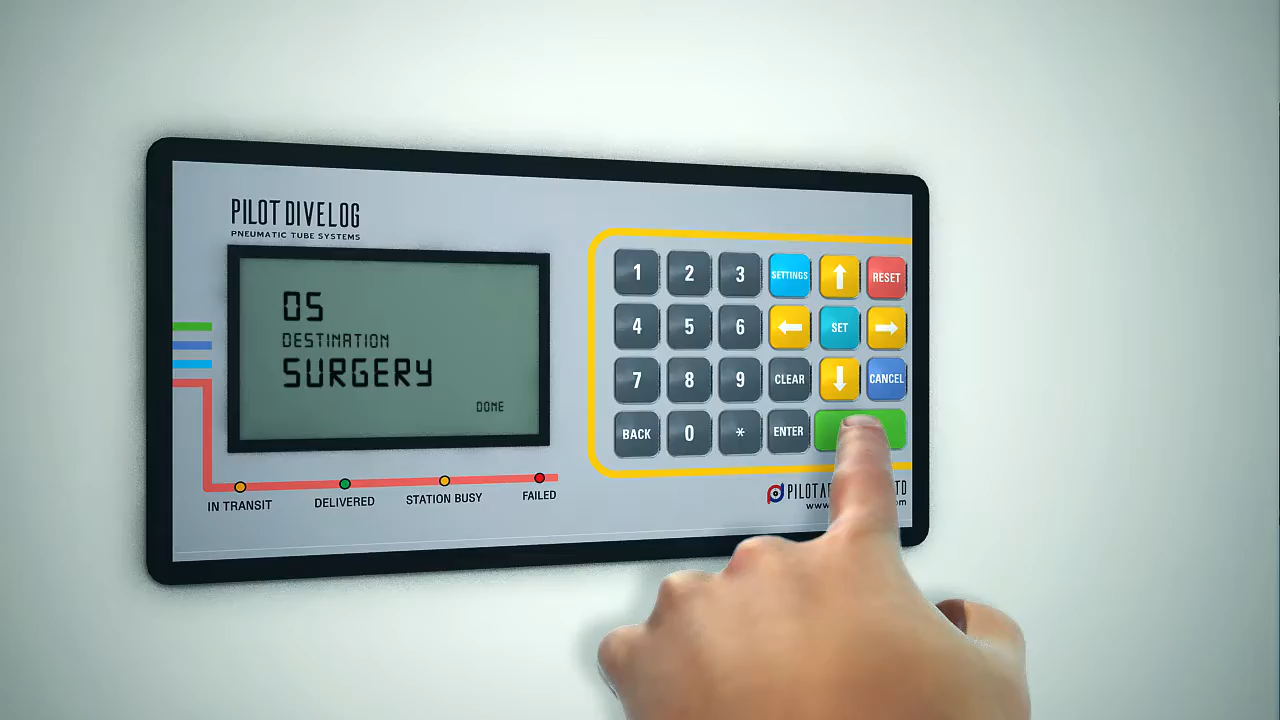 PILOT DIVELOG
PNEUMATIC TUBE SYSTEMS
05
DESTINATION
SURGERY
DONE
IN TRANSIT
DELIVERED
STATION BUSY
FAILED
1 2 3 SETTINGS RESET
4 5 6 SET
7 8 9 CLEAR CANCEL
BACK 0 * ENTER